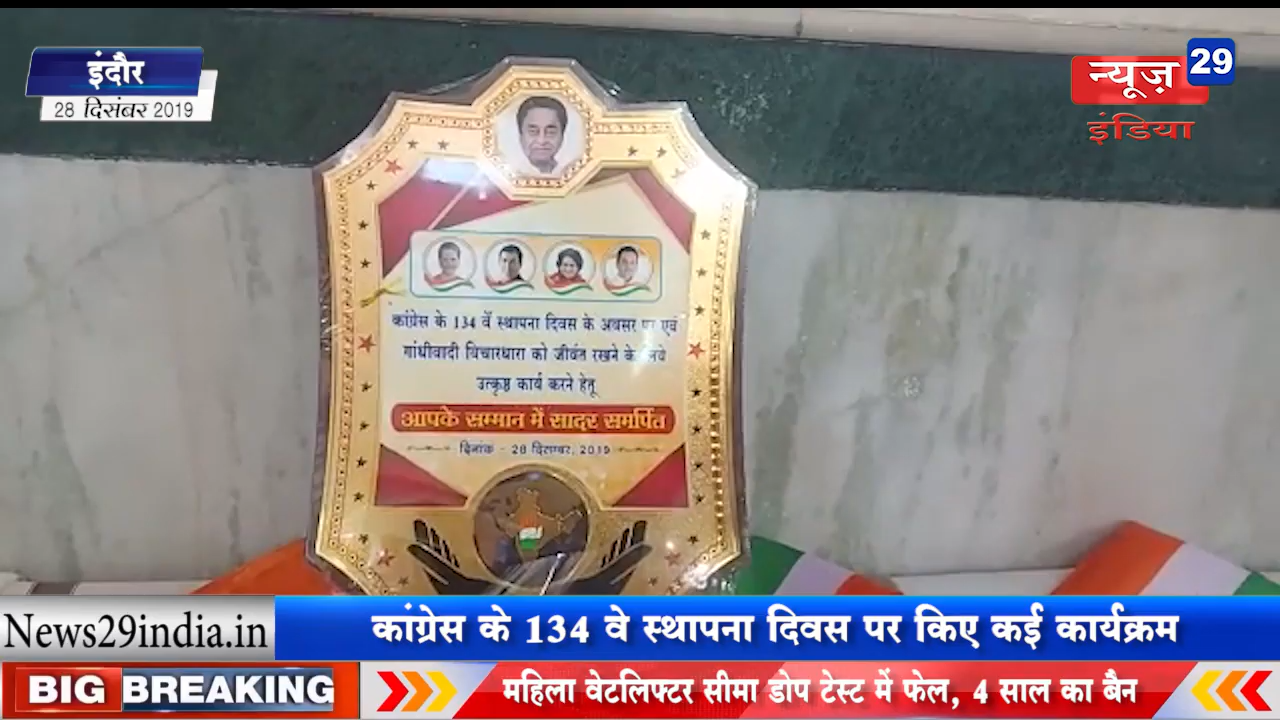 इंदौर
28 दिसंबर 2019
न्यूज़ 29
इंडिया
कांग्रेस के 134 वें स्थापना दिवस के अवसर पर एवं
गांधीवादी विचारधारा को जीवंत रखने के लिये
उत्कृष्ठ कार्य करने हेतू
आपके सम्मान में सादर समर्पित
दिनांक - 28 दिसम्बर, 2019
News29india.in
कांग्रेस के 134 वे स्थापना दिवस पर किए कई कार्यक्रम
BIG BREAKING
महिला वेटलिफ्टर सीमा डोप टेस्ट में फेल, 4 साल का बैन